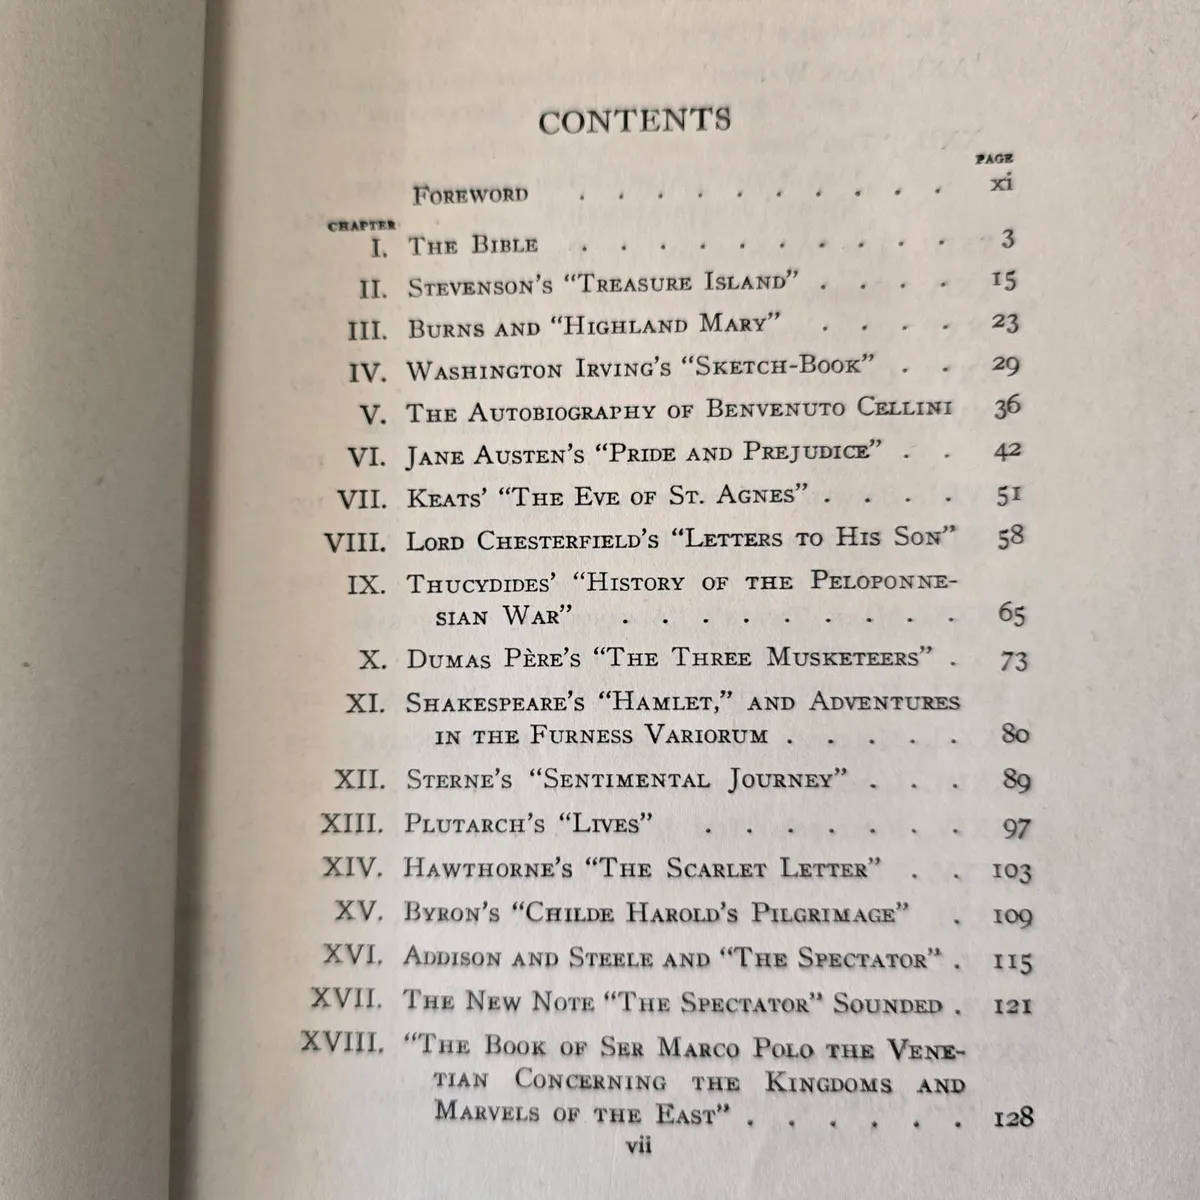 CONTENTS
PAGE
FOREWORD . . . . . . . . . . xi
CHAPTER
I. THE BIBLE . . . . . . . . . . 3
II. STEVENSON'S “TREASURE ISLAND” . . . . 15
III. BURNS AND “HIGHLAND MARY” . . . . 23
IV. WASHINGTON IRVING'S “SKETCH-BOOK” . . 29
V. THE AUTOBIOGRAPHY OF BENVENUTO CELLINI 36
VI. JANE AUSTEN'S “PRIDE AND PREJUDICE” . . 42
VII. KEATS' “THE EVE OF ST. AGNES” . . . . 51
VIII. LORD CHESTERFIELD'S “LETTERS TO HIS SON” 58
IX. THUCYDIDES' “HISTORY OF THE PELOPONNE-
SIAN WAR” . . . . . . . . . 65
X. DUMAS PÈRE'S “THE THREE MUSKETEERS” . 73
XI. SHAKESPEARE'S “HAMLET,” AND ADVENTURES
IN THE FURNESS VARIORUM . . . . . 80
XII. STERNE'S “SENTIMENTAL JOURNEY” . . . 89
XIII. PLUTARCH'S “LIVES” . . . . . . . 97
XIV. HAWTHORNE'S “THE SCARLET LETTER” . . 103
XV. BYRON'S “CHILDE HAROLD'S PILGRIMAGE” . 109
XVI. ADDISON AND STEELE AND “THE SPECTATOR” . 115
XVII. THE NEW NOTE “THE SPECTATOR” SOUNDED . 121
XVIII. “THE BOOK OF SER MARCO POLO THE VENE-
TIAN CONCERNING THE KINGDOMS AND
MARVELS OF THE EAST” . . . . . . 128
vii